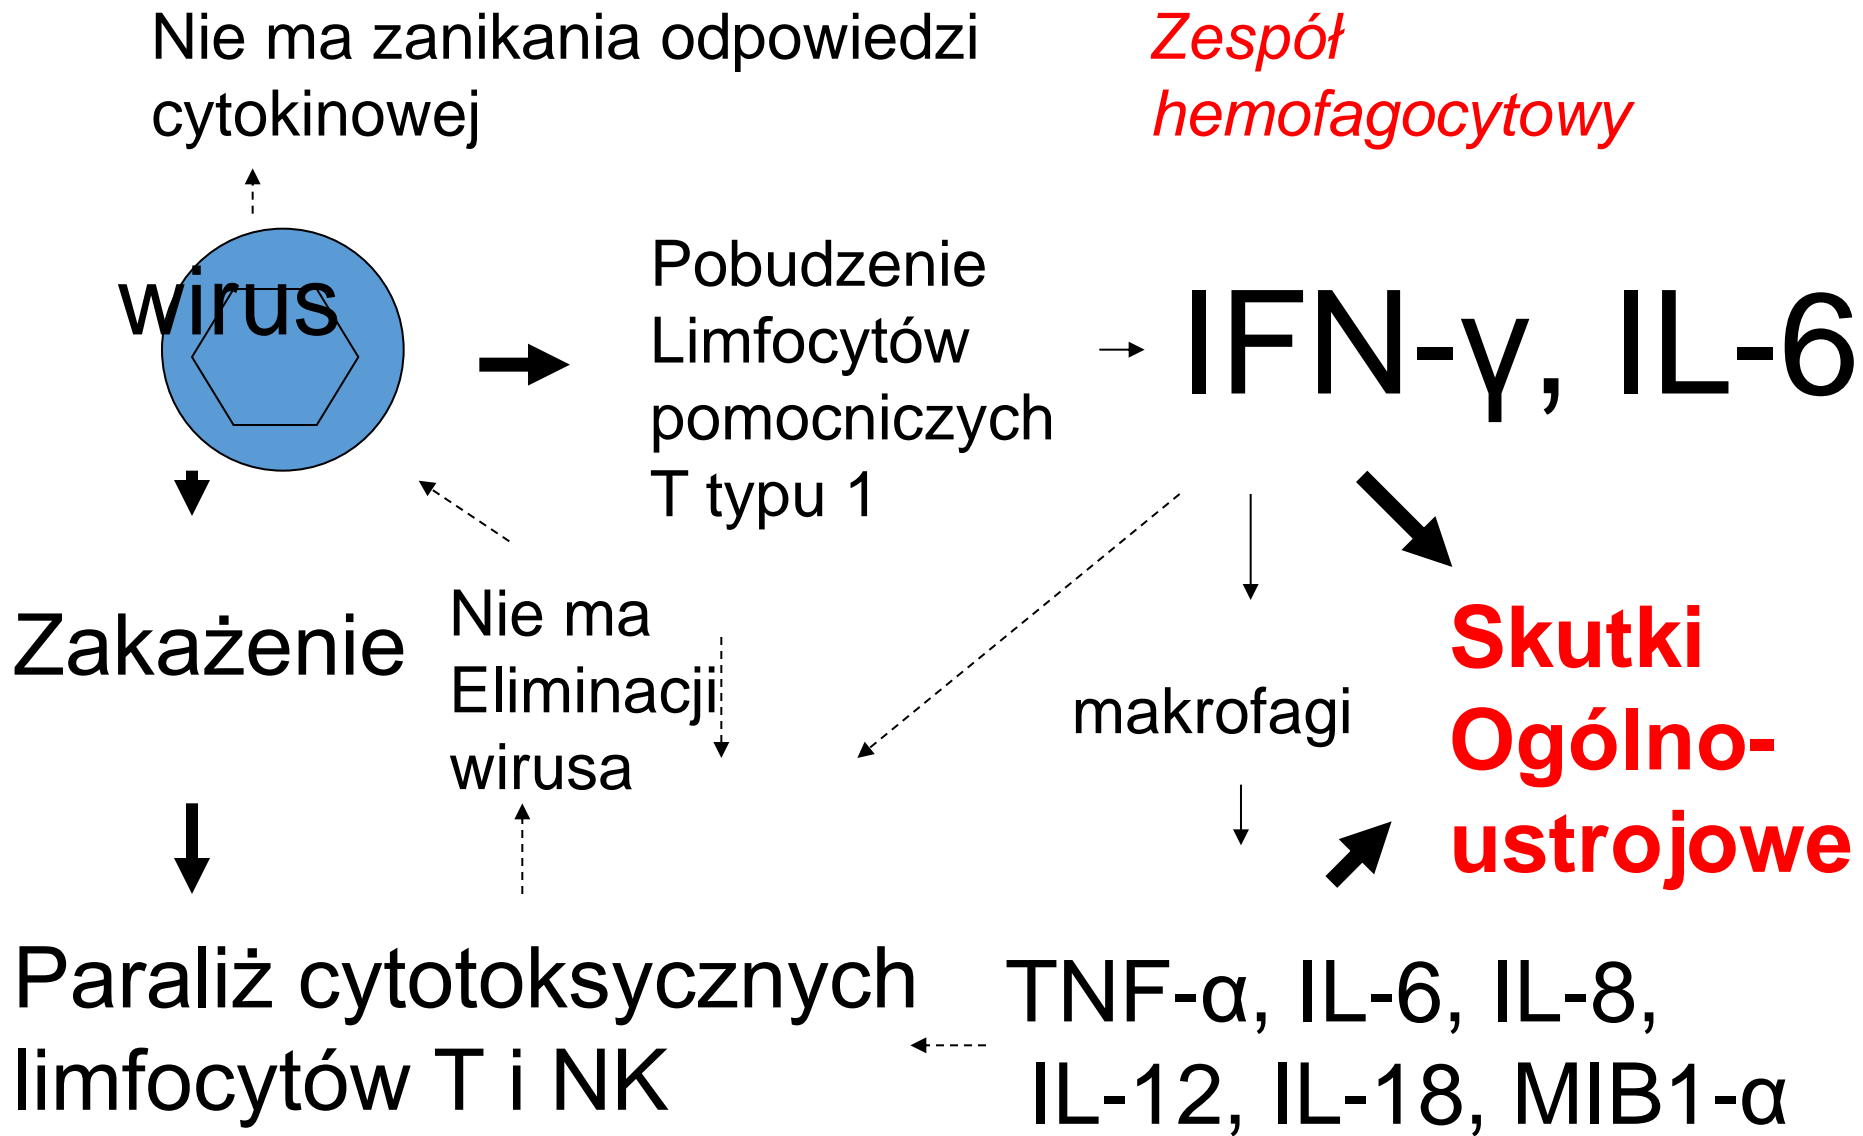 Nie ma zanikania odpowiedzi
cytokinowej
Zespół
hemofagocytowy
wirus
Pobudzenie
Limfocytów
pomocniczych
T typu 1
IFN-γ, IL-6
Zakażenie
Nie ma
Eliminacji
wirusa
makrofagi
Skutki
Ogólno-
ustrojowe
Paraliż cytotoksycznych
limfocytów T i NK
TNF-α, IL-6, IL-8,
IL-12, IL-18, MIB1-α